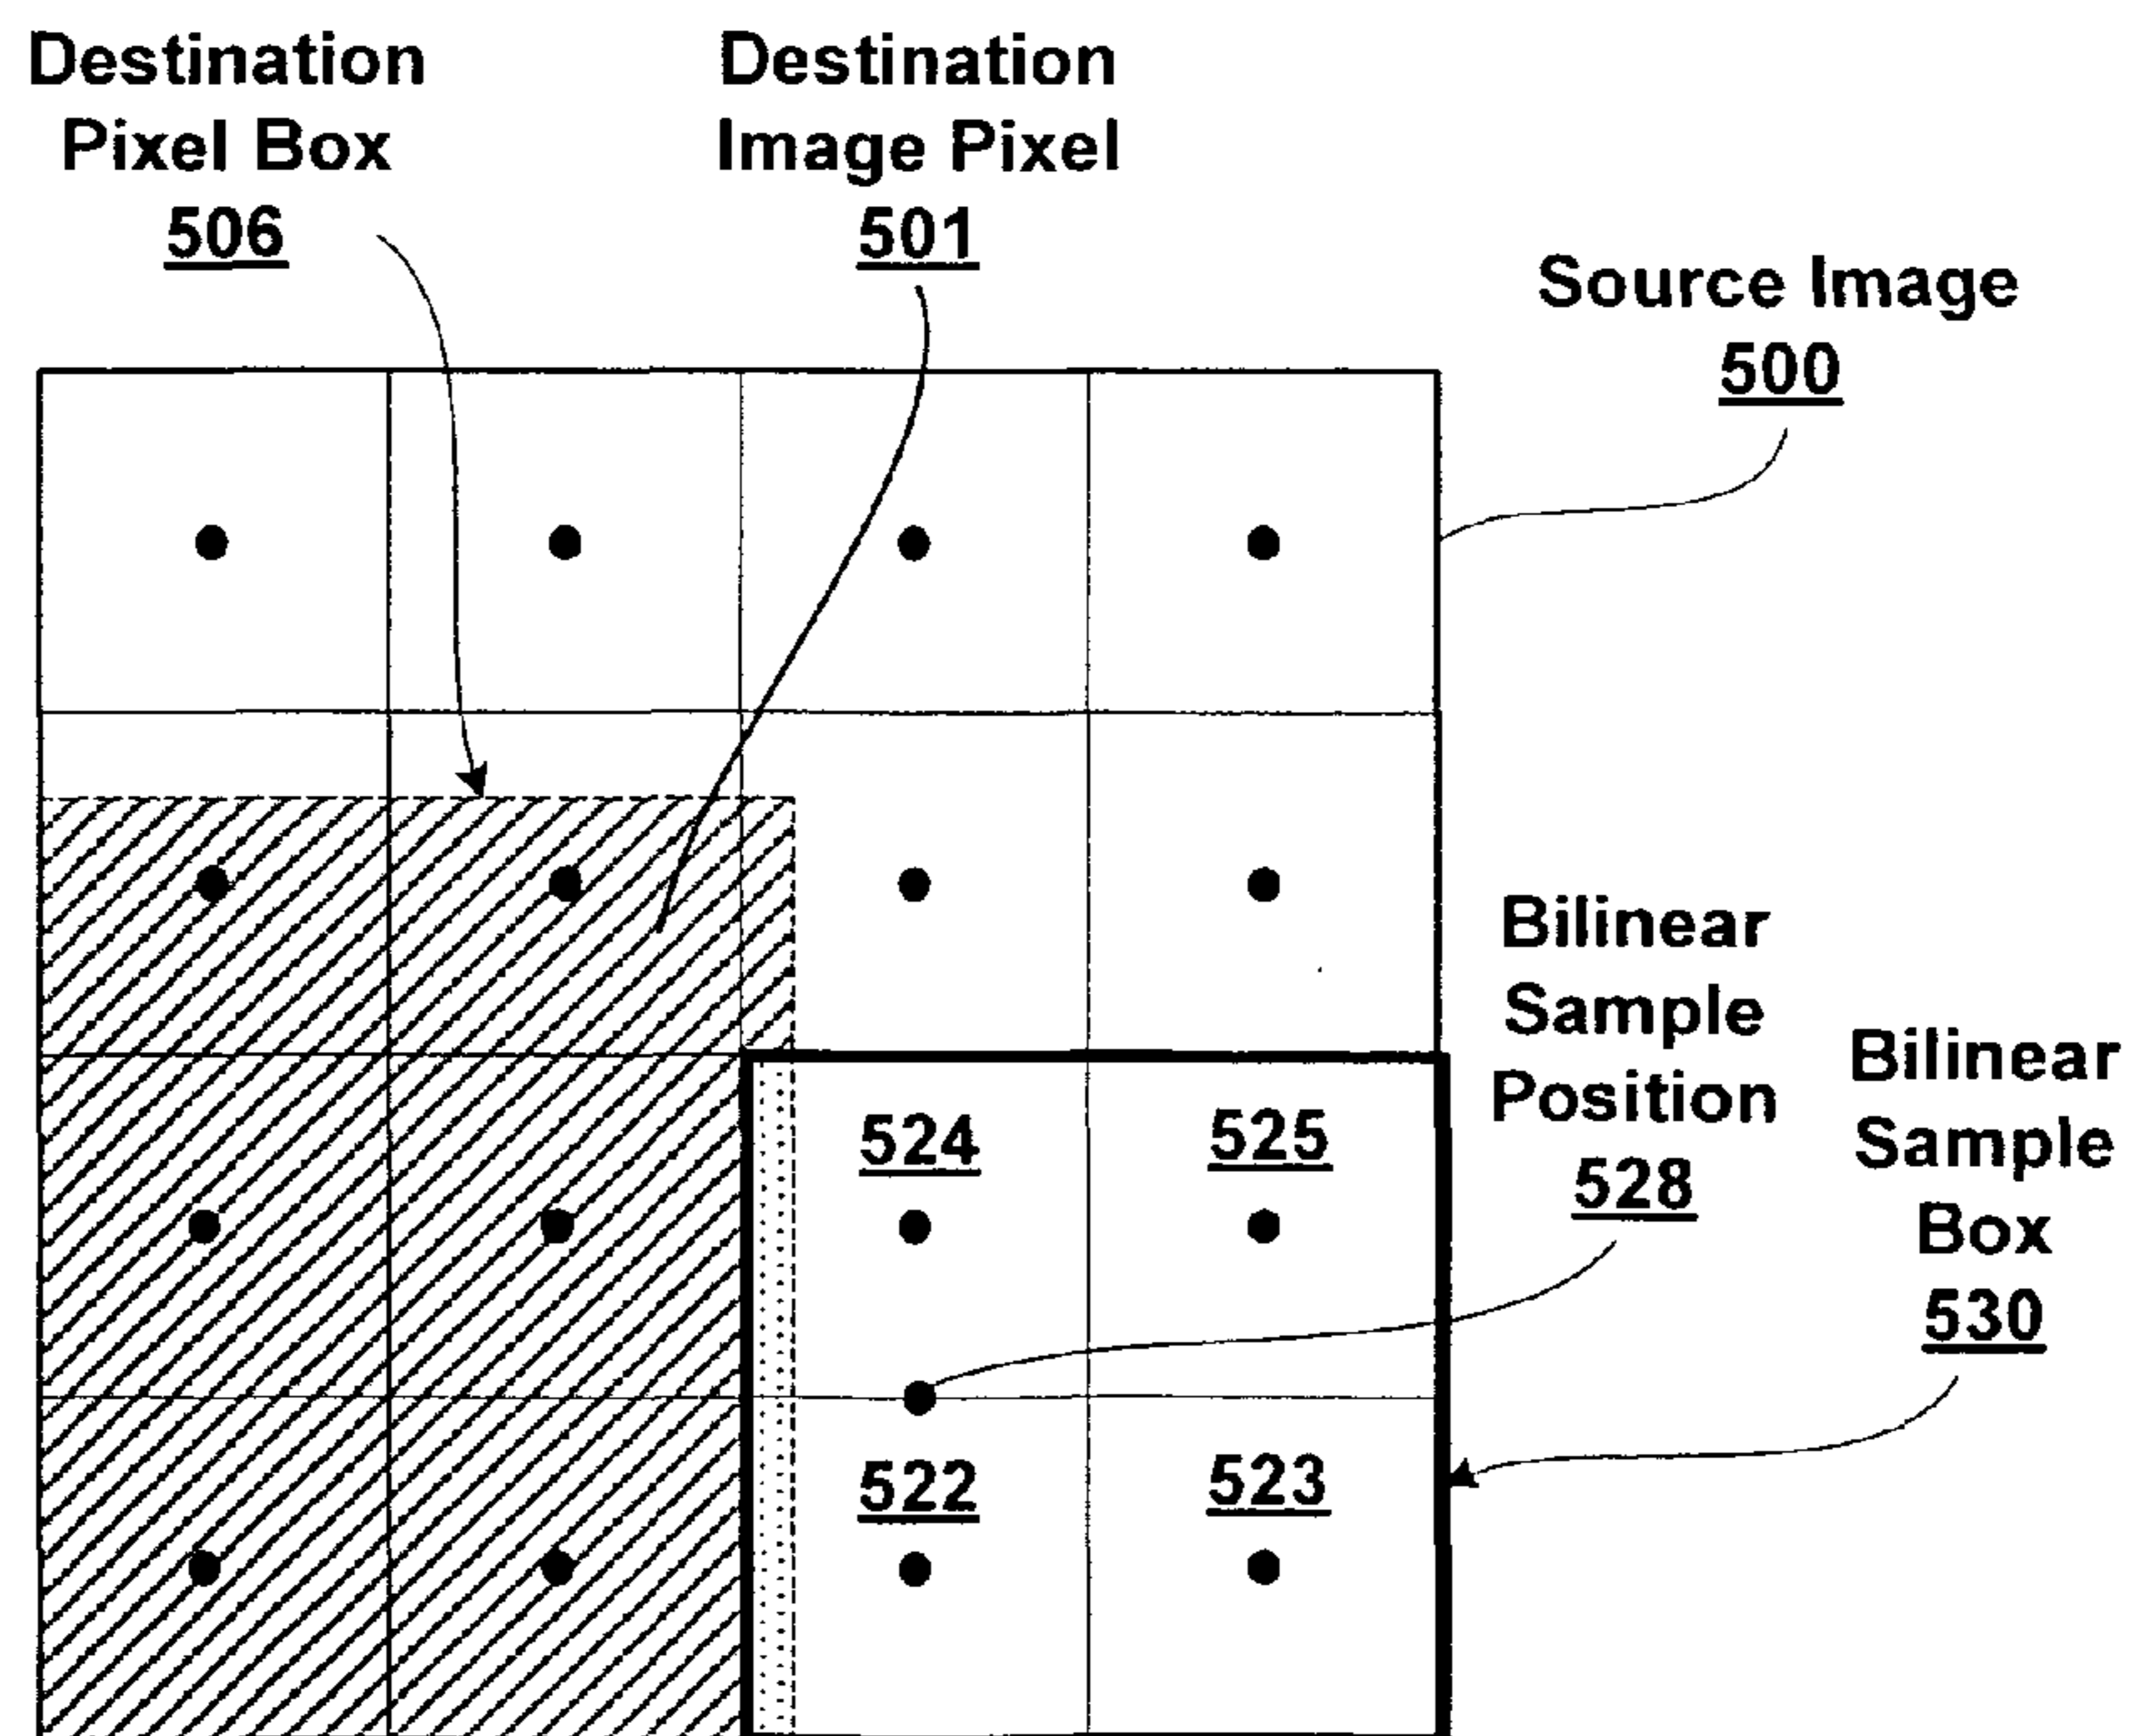 Destination
Pixel Box
506
Destination
Image Pixel
501
Source Image
500
Bilinear
Sample
Position
528
Bilinear
Sample
Box
530
524
525
522
523